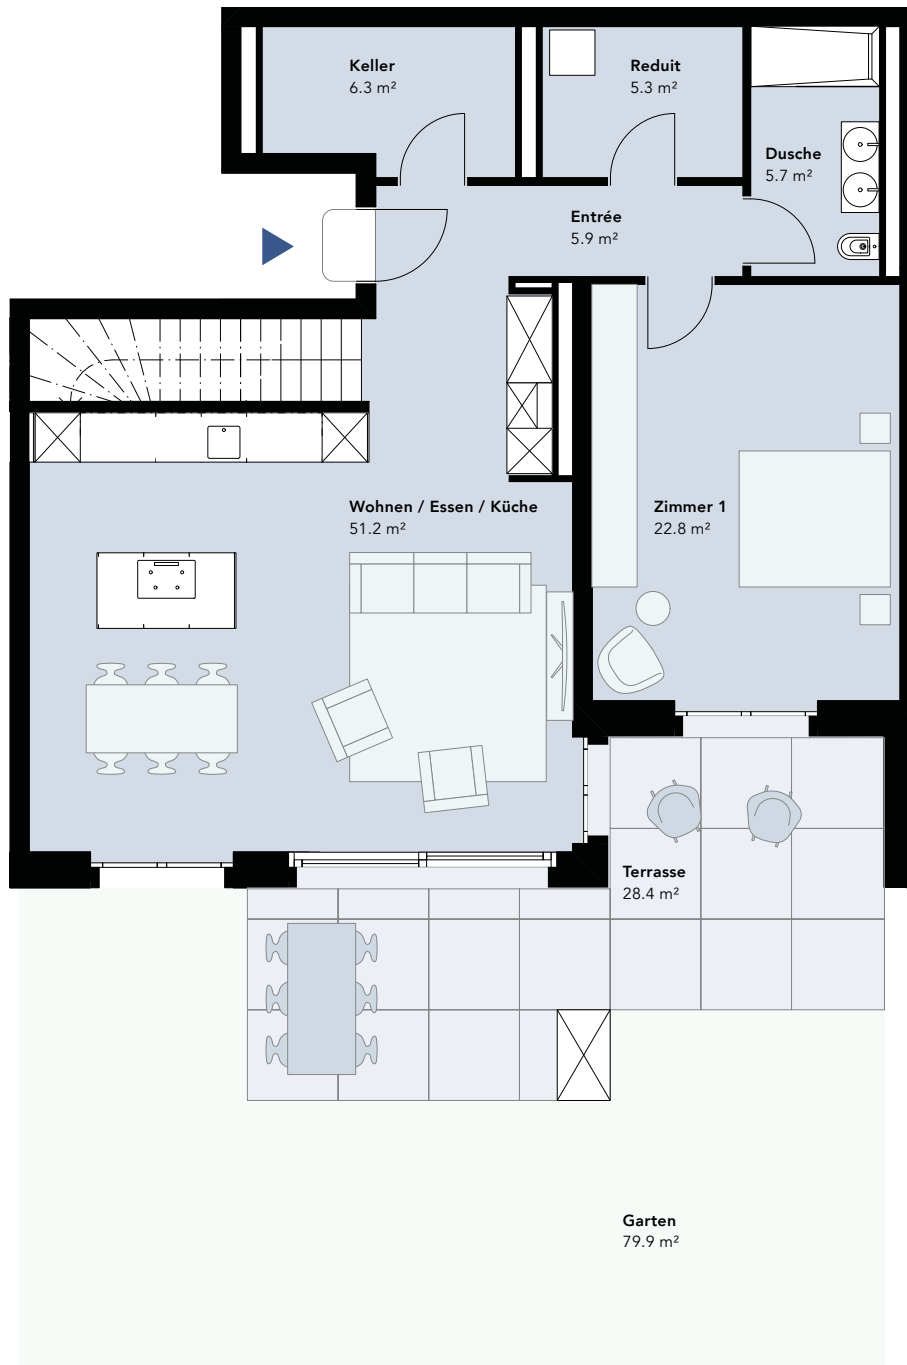 Keller
6.3 m²
Reduit
5.3 m²
Dusche
5.7 m²
Entrée
5.9 m²
Wohnen / Essen / Küche
51.2 m²
Zimmer 1
22.8 m²
Terrasse
28.4 m²
Garten
79.9 m²